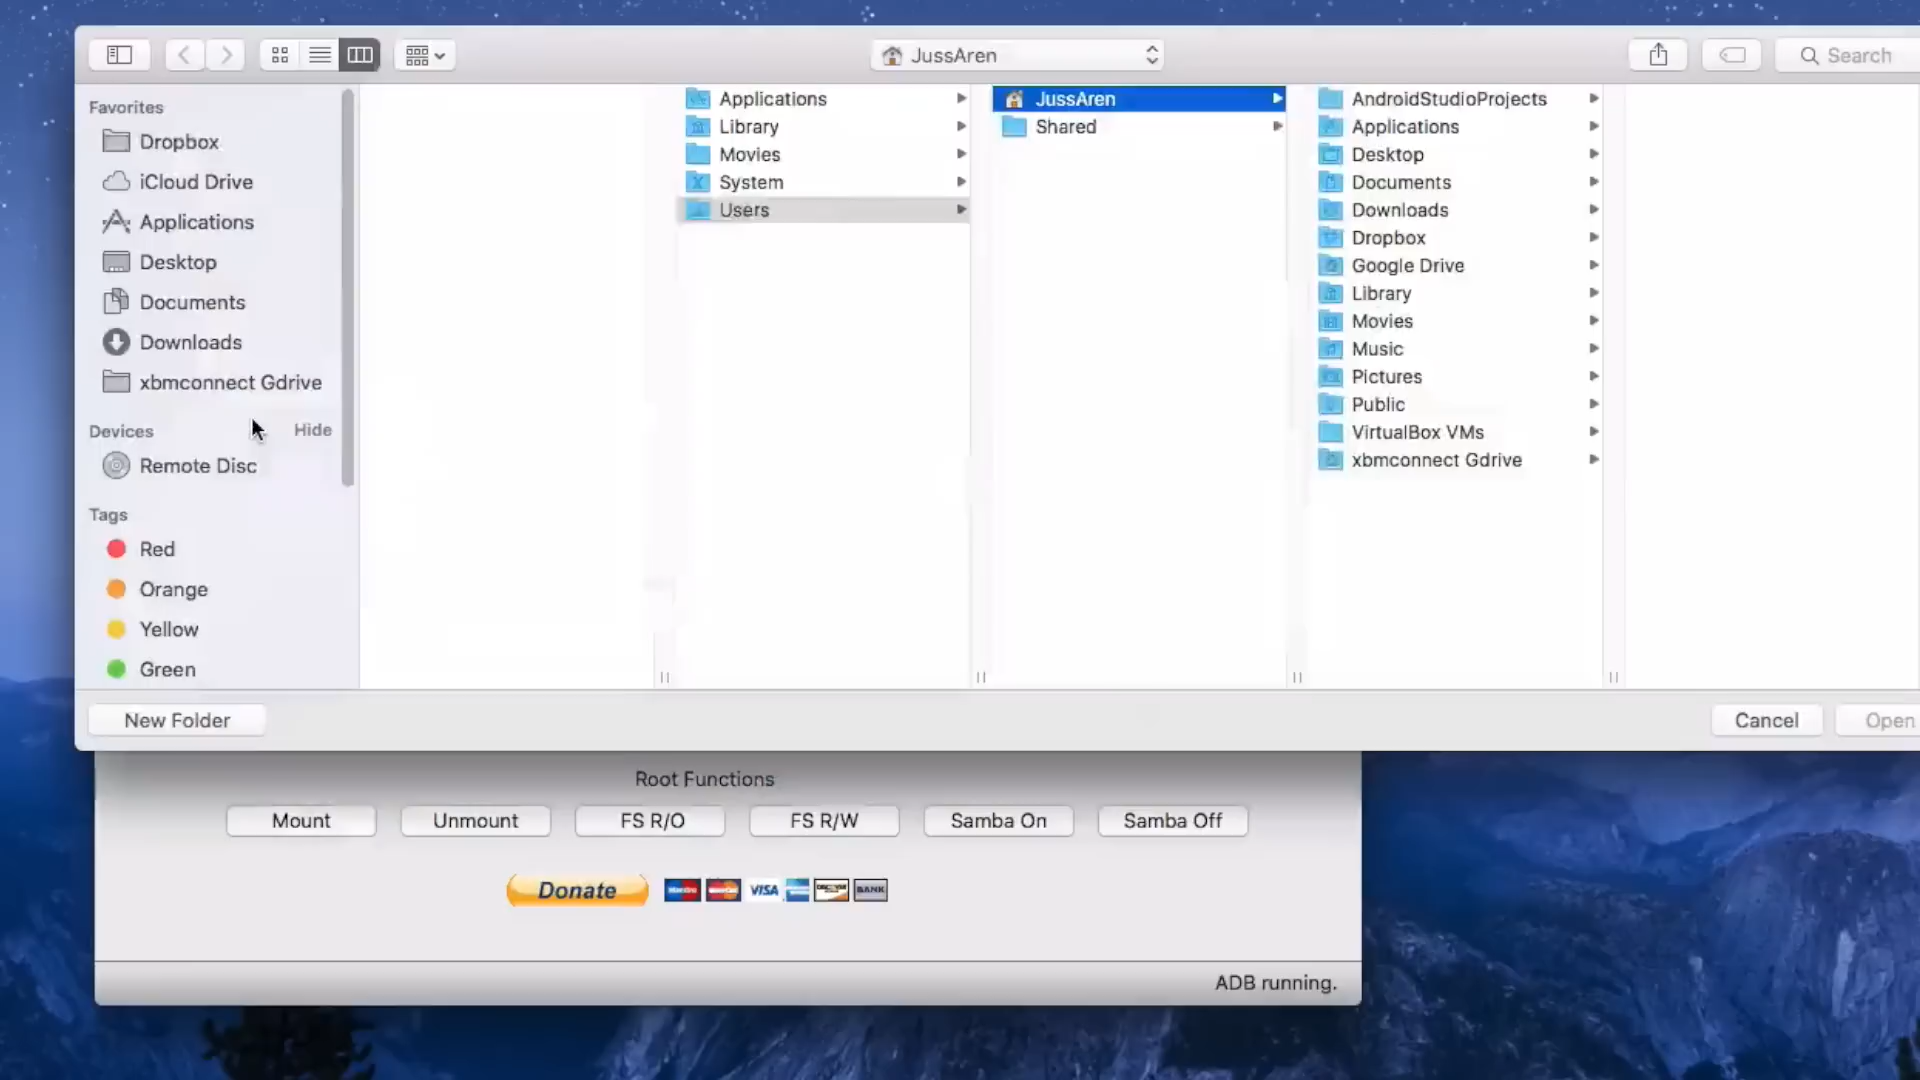 JussAren
Search
Favorites
Dropbox
iCloud Drive
Applications
Desktop
Documents
Downloads
xbmconnect Gdrive
Devices
Hide
Remote Disc
Tags
Red
Orange
Yellow
Green
Applications
Library
Movies
System
Users
JussAren
Shared
AndroidStudioProjects
Applications
Desktop
Documents
Downloads
Dropbox
Google Drive
Library
Movies
Music
Pictures
Public
VirtualBox VMs
xbmconnect Gdrive
New Folder
Cancel
Open
Root Functions
Mount
Unmount
FS R/O
FS R/W
Samba On
Samba Off
Donate
Maestro
VISA
BANK
ADB running.